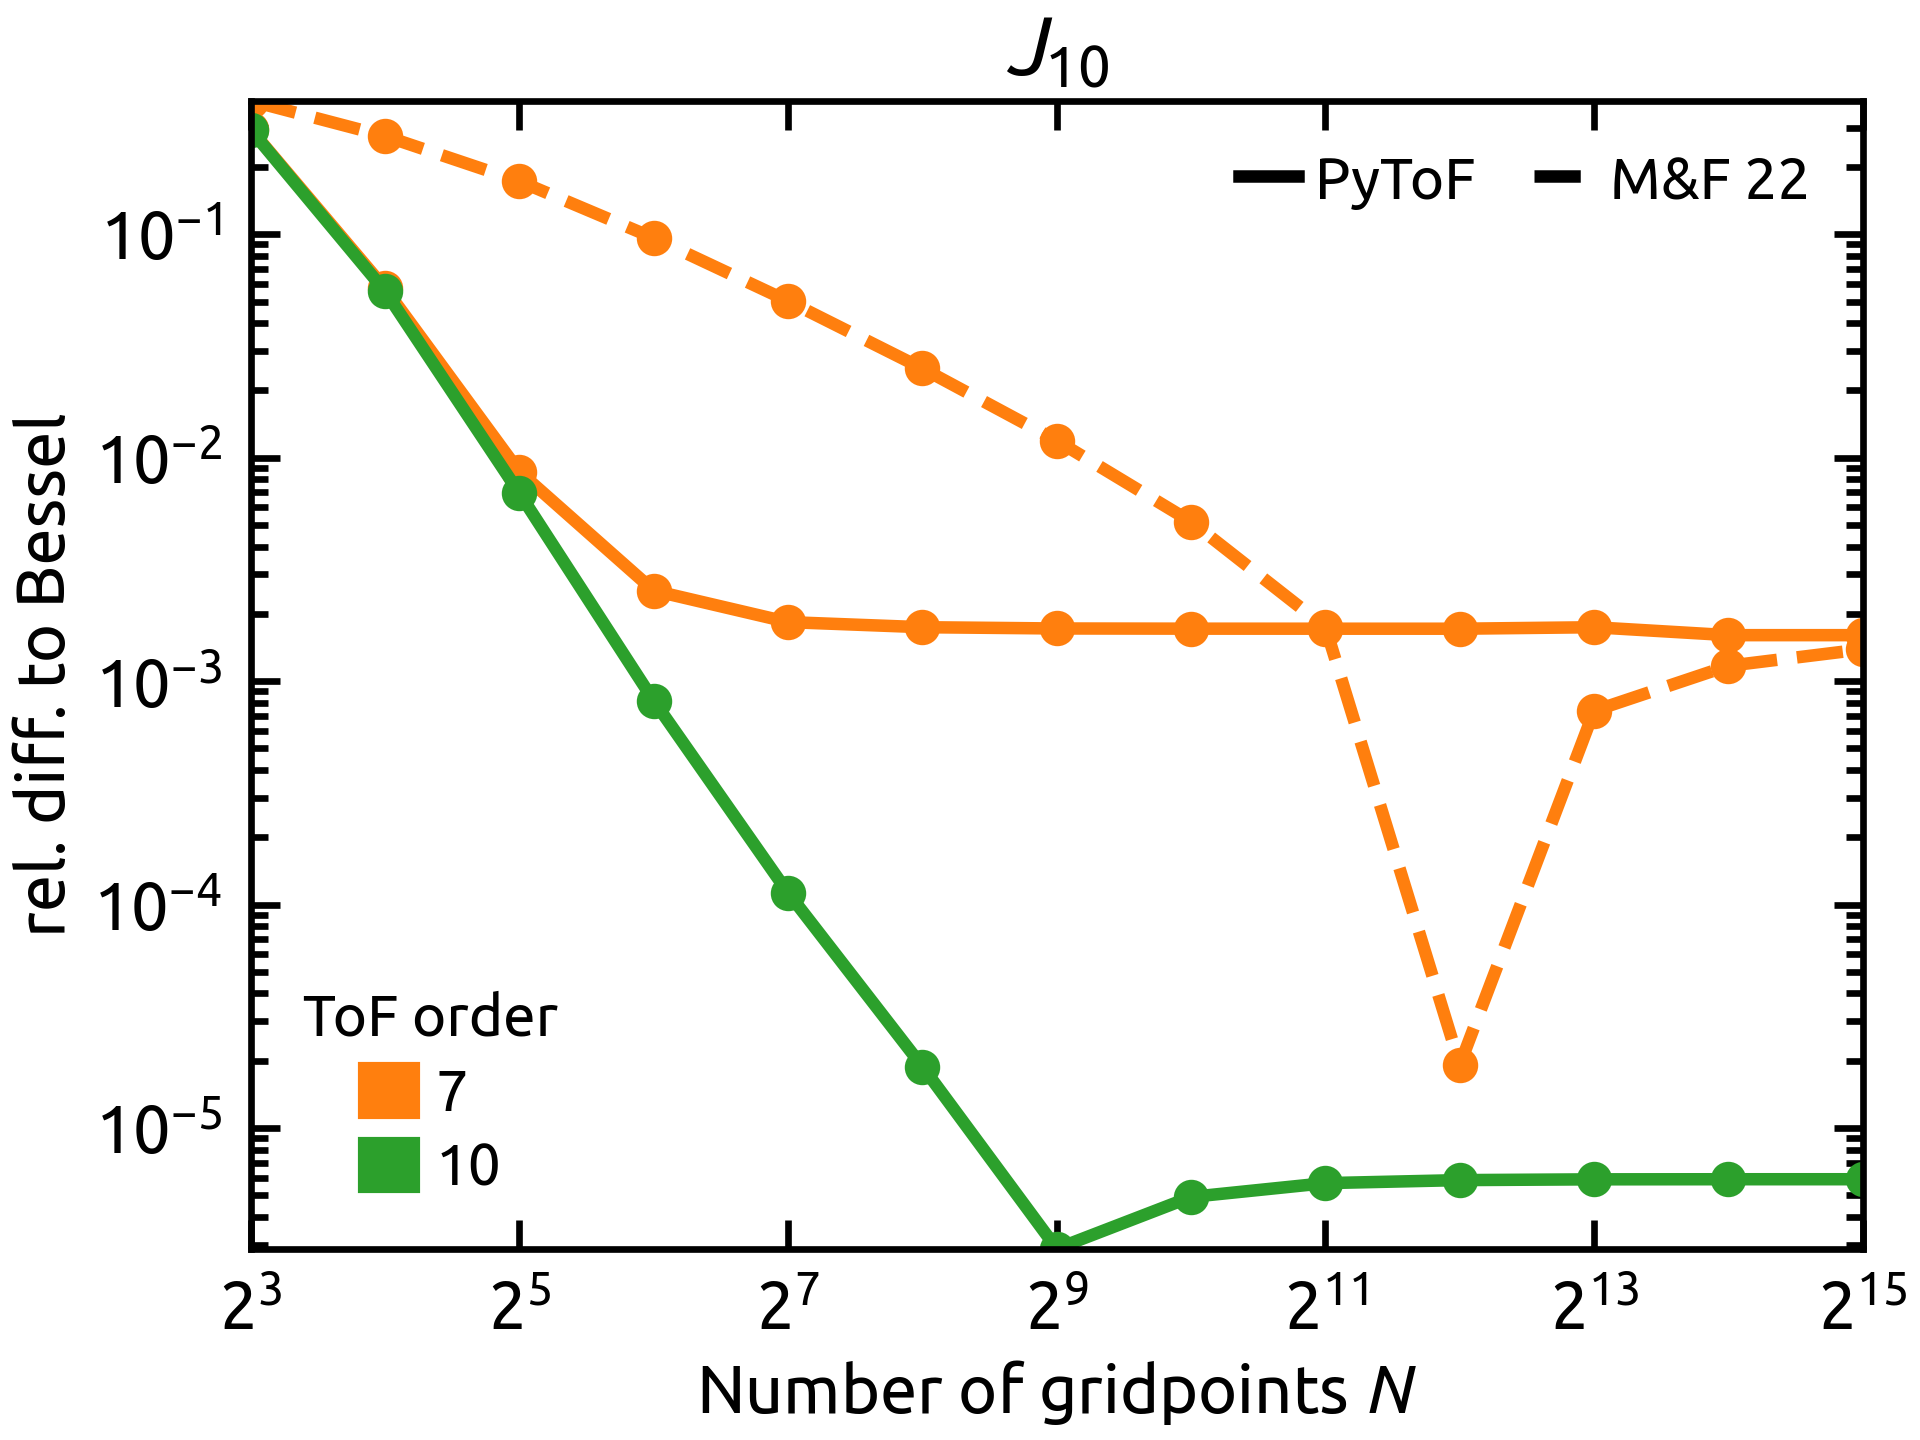 J₁₀
PyToF M&F 22
rel. diff. to Bessel
10⁻¹
10⁻²
10⁻³
10⁻⁴
10⁻⁵
ToF order
7
10
2³ 2⁵ 2⁷ 2⁹ 2¹¹ 2¹³ 2¹⁵
Number of gridpoints N